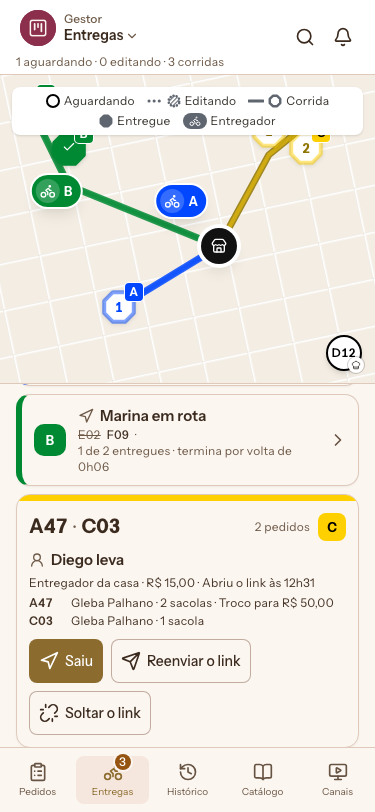 Gestor
Entregas
1 aguardando · 0 editando · 3 corridas
Aguardando Editando Corrida
Entregue Entregador
2
B
A
1
A
D12
Marina em rota
B
E02 F09 ·
1 de 2 entregues · termina por volta de
0h06
A47 · C03
2 pedidos
C
Diego leva
Entregador da casa · R$ 15,00 · Abriu o link às 12h31
A47 Gleba Palhano · 2 sacolas · Troco para R$ 50,00
C03 Gleba Palhano · 1 sacola
Saiu
Reenviar o link
Soltar o link
3
Pedidos
Entregas
Histórico
Catálogo
Canais